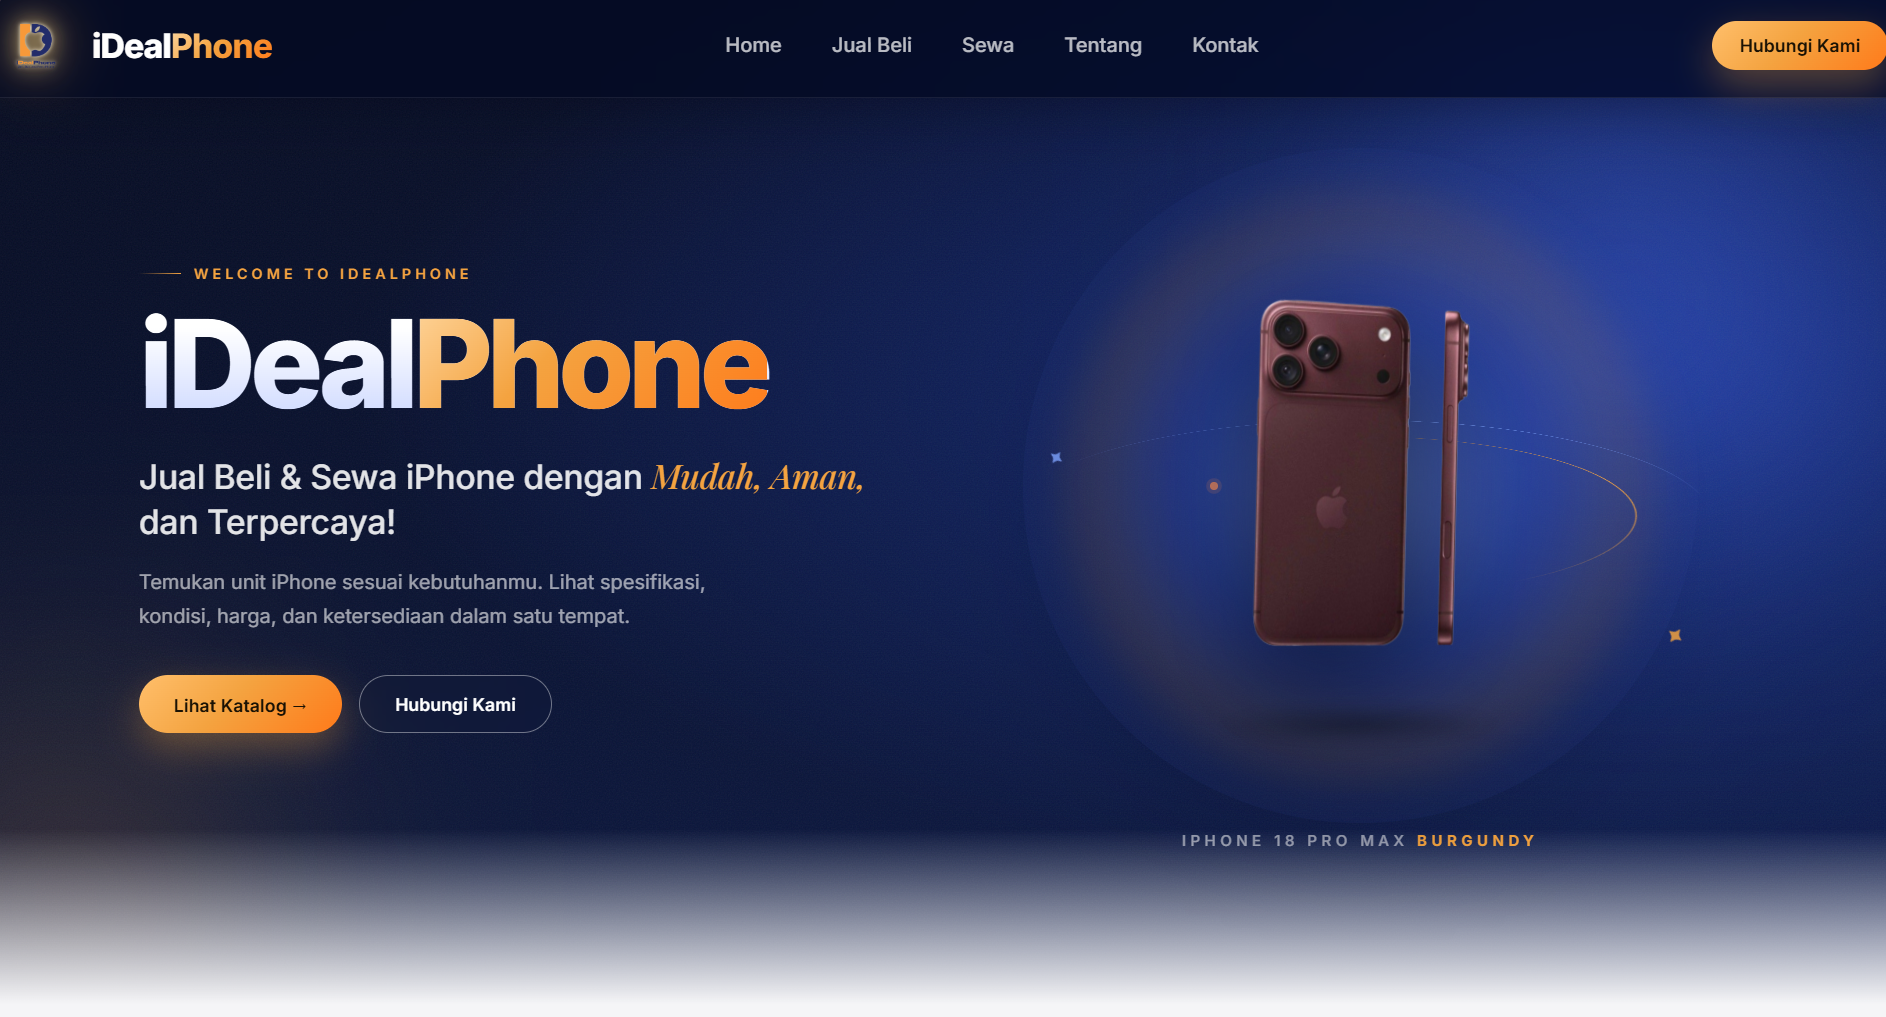 iDealPhone
Home
Jual Beli
Sewa
Tentang
Kontak
Hubungi Kami
WELCOME TO IDEALPHONE
iDealPhone
Jual Beli & Sewa iPhone dengan Mudah, Aman,
dan Terpercaya!
Temukan unit iPhone sesuai kebutuhanmu. Lihat spesifikasi,
kondisi, harga, dan ketersediaan dalam satu tempat.
Lihat Katalog →
Hubungi Kami
IPHONE 18 PRO MAX BURGUNDY